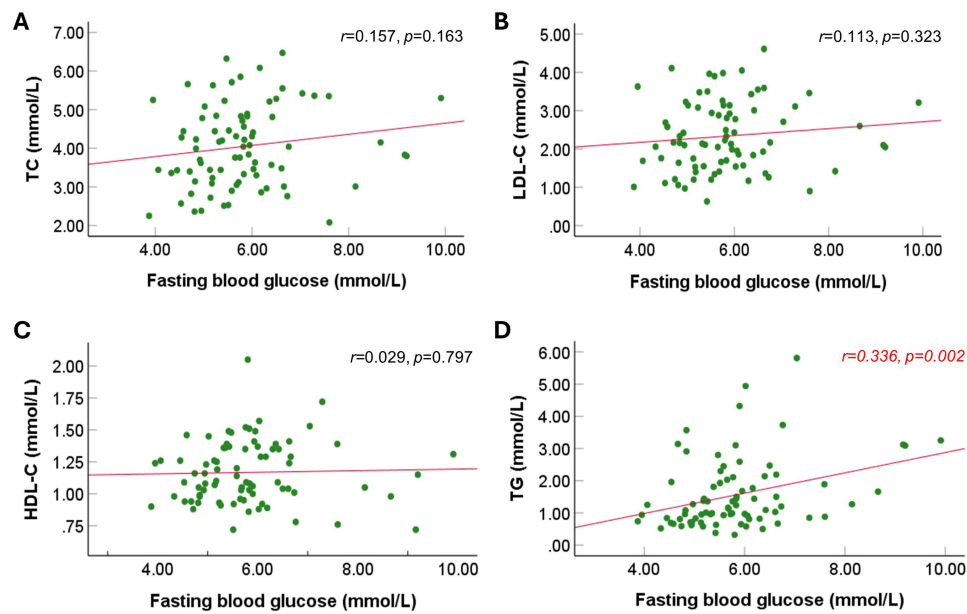 A
r=0.157, p=0.163
TC (mmol/L)
7.00
6.00
5.00
4.00
3.00
2.00
4.00 6.00 8.00 10.00
Fasting blood glucose (mmol/L)
B
r=0.113, p=0.323
LDL-C (mmol/L)
5.00
4.00
3.00
2.00
1.00
.00
4.00 6.00 8.00 10.00
Fasting blood glucose (mmol/L)
C
r=0.029, p=0.797
HDL-C (mmol/L)
2.00
1.75
1.50
1.25
1.00
.75
4.00 6.00 8.00 10.00
Fasting blood glucose (mmol/L)
D
r=0.336, p=0.002
TG (mmol/L)
6.00
5.00
4.00
3.00
2.00
1.00
.00
4.00 6.00 8.00 10.00
Fasting blood glucose (mmol/L)